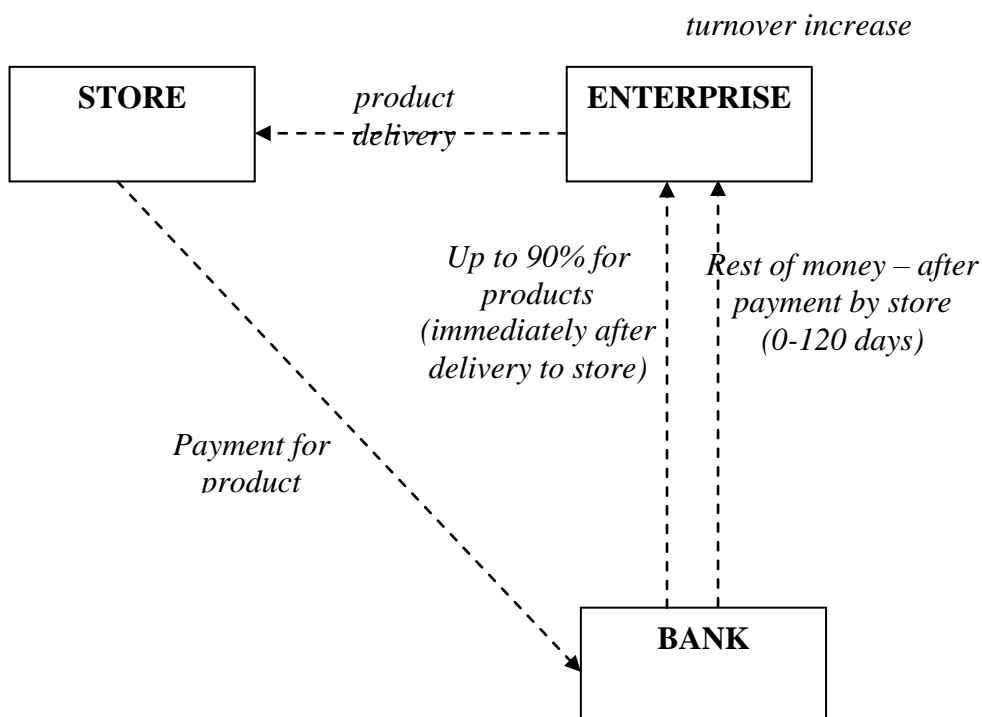 turnover increase
STORE
product
delivery
ENTERPRISE
Up to 90% for
products
(immediately after
delivery to store)
Rest of money – after
payment by store
(0-120 days)
Payment for
product
BANK